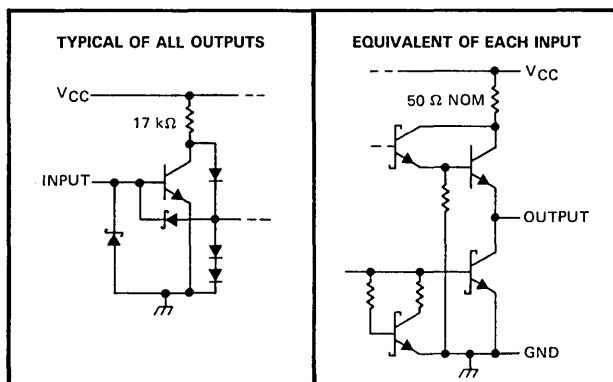 TYPICAL OF ALL OUTPUTS
VCC
17 kΩ
INPUT
EQUIVALENT OF EACH INPUT
VCC
50 Ω NOM
OUTPUT
GND